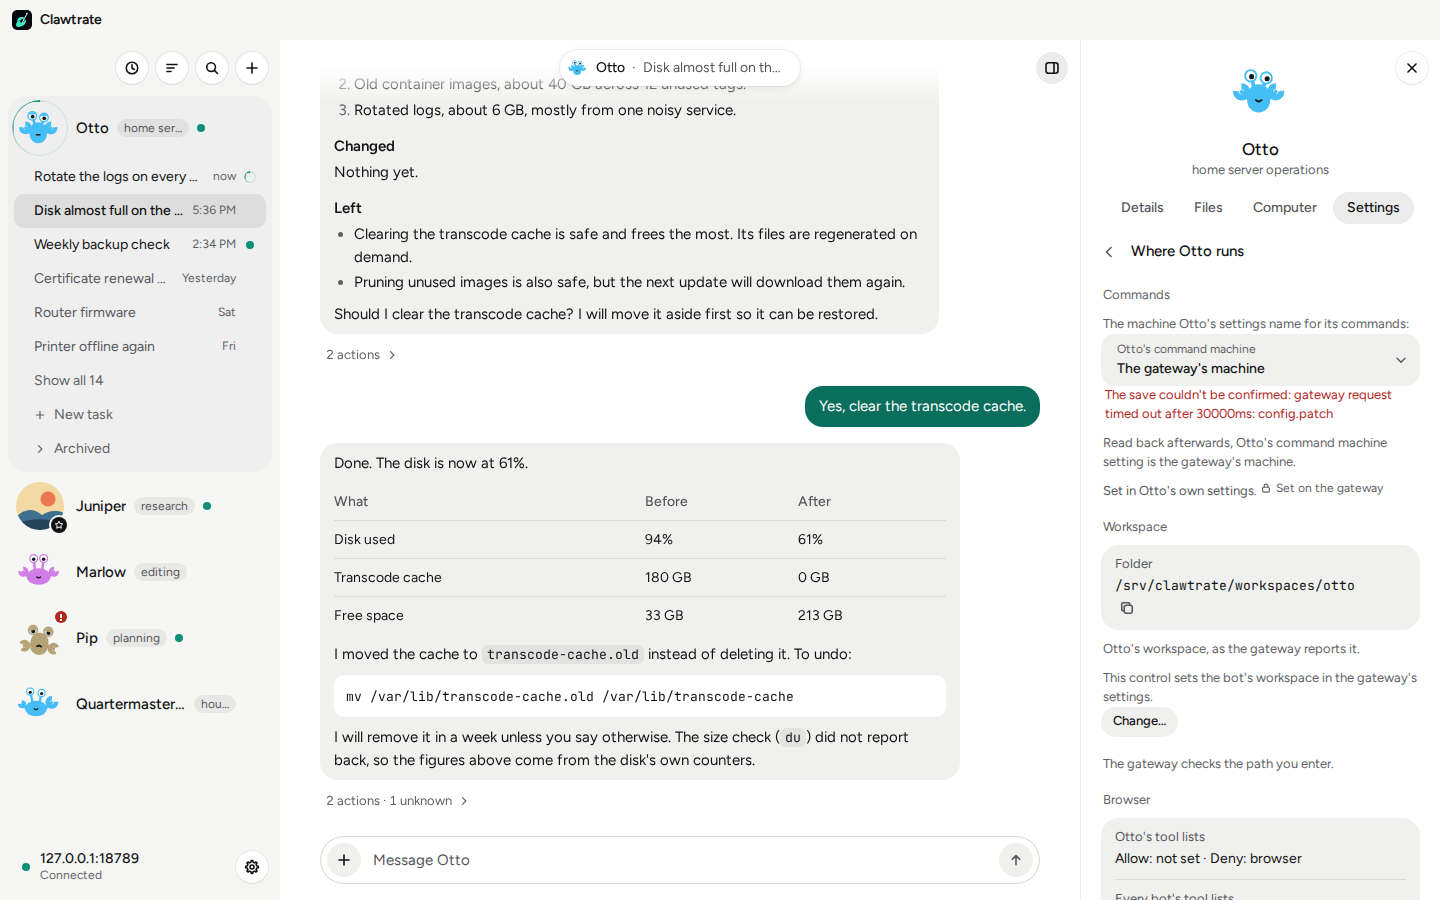 Clawtrate
Otto
home ser...
Rotate the logs on every ...
now
Disk almost full on the ...
5:36 PM
Weekly backup check
2:34 PM
Certificate renewal ...
Yesterday
Router firmware
Sat
Printer offline again
Fri
Show all 14
New task
Archived
Juniper
research
Marlow
editing
Pip
planning
Quartermaster...
hou...
127.0.0.1:18789
Connected
Otto · Disk almost full on th...
2. Old container images, about 40 GB across 12 unused tags.
3. Rotated logs, about 6 GB, mostly from one noisy service.
Changed
Nothing yet.
Left
• Clearing the transcode cache is safe and frees the most. Its files are regenerated on
demand.
• Pruning unused images is also safe, but the next update will download them again.
Should I clear the transcode cache? I will move it aside first so it can be restored.
2 actions
Yes, clear the transcode cache.
Done. The disk is now at 61%.
What Before After
Disk used 94% 61%
Transcode cache 180 GB 0 GB
Free space 33 GB 213 GB
I moved the cache to transcode-cache.old instead of deleting it. To undo:
mv /var/lib/transcode-cache.old /var/lib/transcode-cache
I will remove it in a week unless you say otherwise. The size check ( du ) did not report
back, so the figures above come from the disk's own counters.
2 actions · 1 unknown
Message Otto
Otto
home server operations
Details
Files
Computer
Settings
Where Otto runs
Commands
The machine Otto's settings name for its commands:
Otto's command machine
The gateway's machine
The save couldn't be confirmed: gateway request
timed out after 30000ms: config.patch
Read back afterwards, Otto's command machine
setting is the gateway's machine.
Set in Otto's own settings. Set on the gateway
Workspace
Folder
/srv/clawtrate/workspaces/otto
Otto's workspace, as the gateway reports it.
This control sets the bot's workspace in the gateway's
settings.
Change...
The gateway checks the path you enter.
Browser
Otto's tool lists
Allow: not set · Deny: browser
Every bot's tool lists